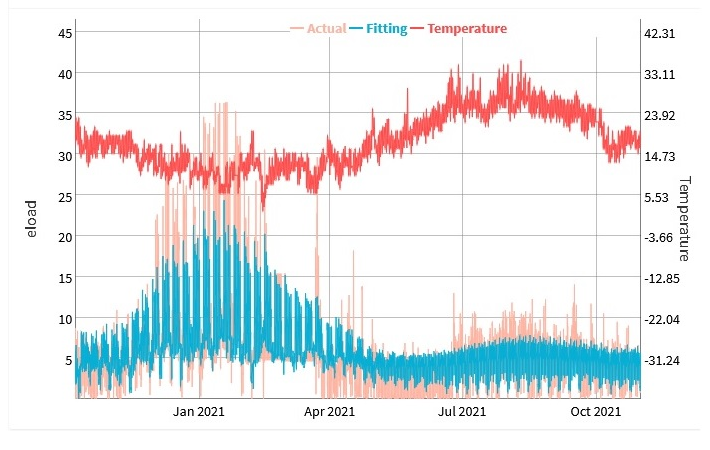 Actual Fitting Temperature
45 42.31
40 33.11
35 23.92
30 14.73
25 5.53
20 -3.66
15 -12.85
10 -22.04
5 -31.24
eload
Temperature
Jan 2021 Apr 2021 Jul 2021 Oct 2021